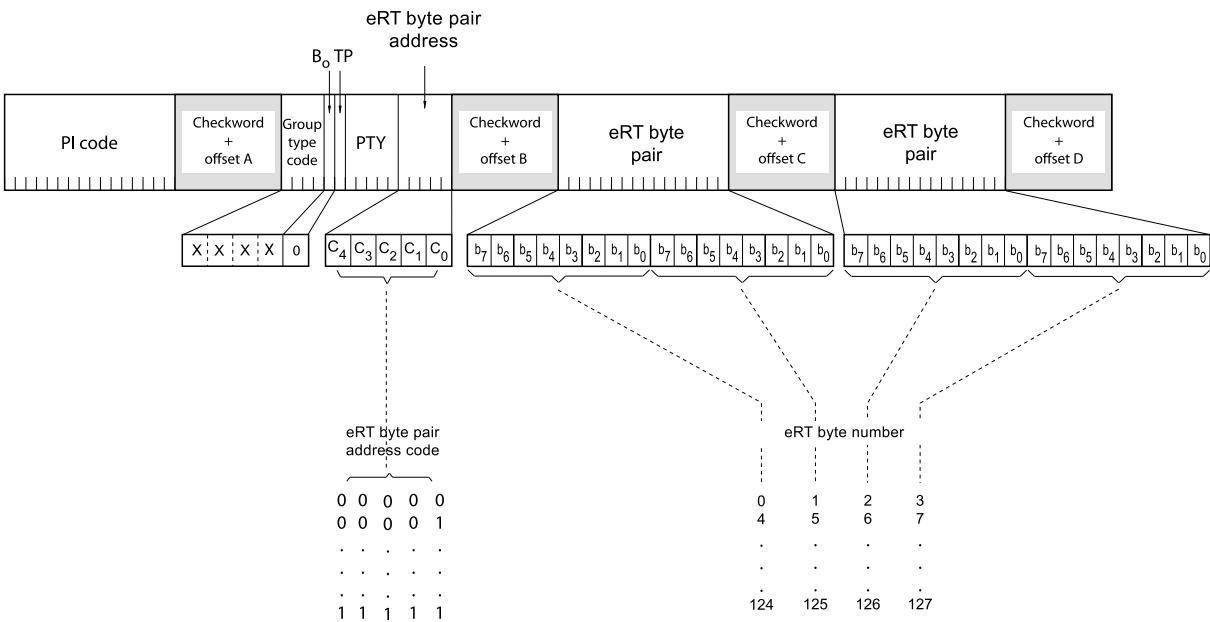 eRT byte pair
address
B₀ TP
PI code
Checkword
+
offset A
Group
type
code
PTY
Checkword
+
offset B
eRT byte
pair
Checkword
+
offset C
eRT byte
pair
Checkword
+
offset D
X X X X 0
C₄ C₃ C₂ C₁ C₀
b₇ b₆ b₅ b₄ b₃ b₂ b₁ b₀ b₇ b₆ b₅ b₄ b₃ b₂ b₁ b₀
b₇ b₆ b₅ b₄ b₃ b₂ b₁ b₀ b₇ b₆ b₅ b₄ b₃ b₂ b₁ b₀
eRT byte pair
address code
eRT byte number
0 0 0 0 0
0 0 0 0 1
. . . . .
. . . . .
. . . . .
1 1 1 1 1
0 1 2 3
4 5 6 7
. . . .
. . . .
. . . .
124 125 126 127